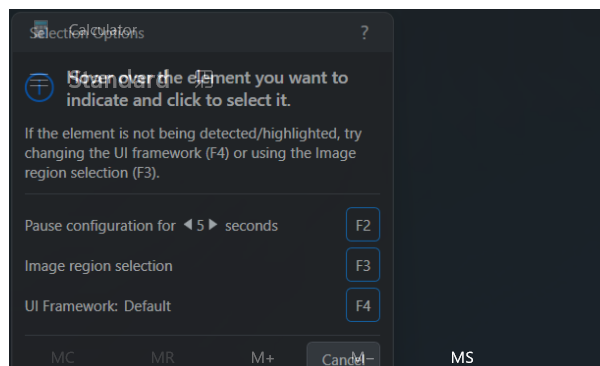 Calculator
Selection Options ?
Standard
Hover over the element you want to
indicate and click to select it.
If the element is not being detected/highlighted, try
changing the UI framework (F4) or using the Image
region selection (F3).
Pause configuration for 5 seconds F2
Image region selection F3
UI Framework: Default F4
Cancel
MC MR M+ M− MS